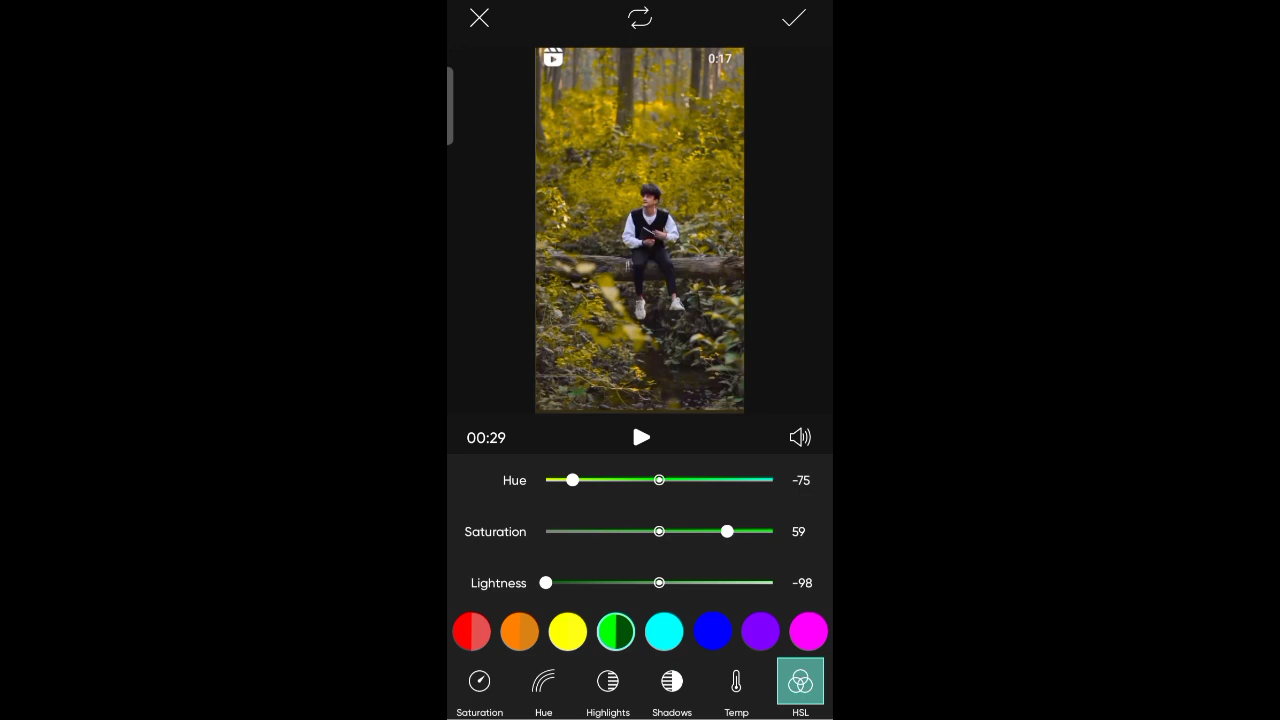 0:17
00:29
Hue -75
Saturation 59
Lightness -98
Saturation Hue Highlights Shadows Temp HSL